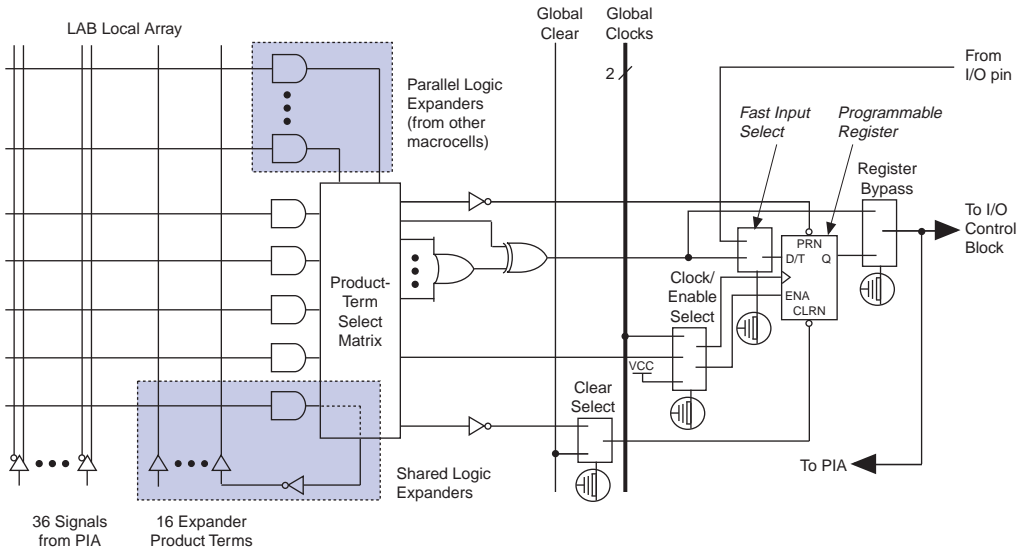 LAB Local Array
Global
Clear
Global
Clocks
2
From
I/O pin
Parallel Logic
Expanders
(from other
macrocells)
Fast Input
Select
Programmable
Register
Register
Bypass
To I/O
Control
Block
PRN
D/T Q
ENA
CLRN
Product-
Term
Select
Matrix
Clock/
Enable
Select
VCC
Clear
Select
Shared Logic
Expanders
To PIA
36 Signals
from PIA
16 Expander
Product Terms